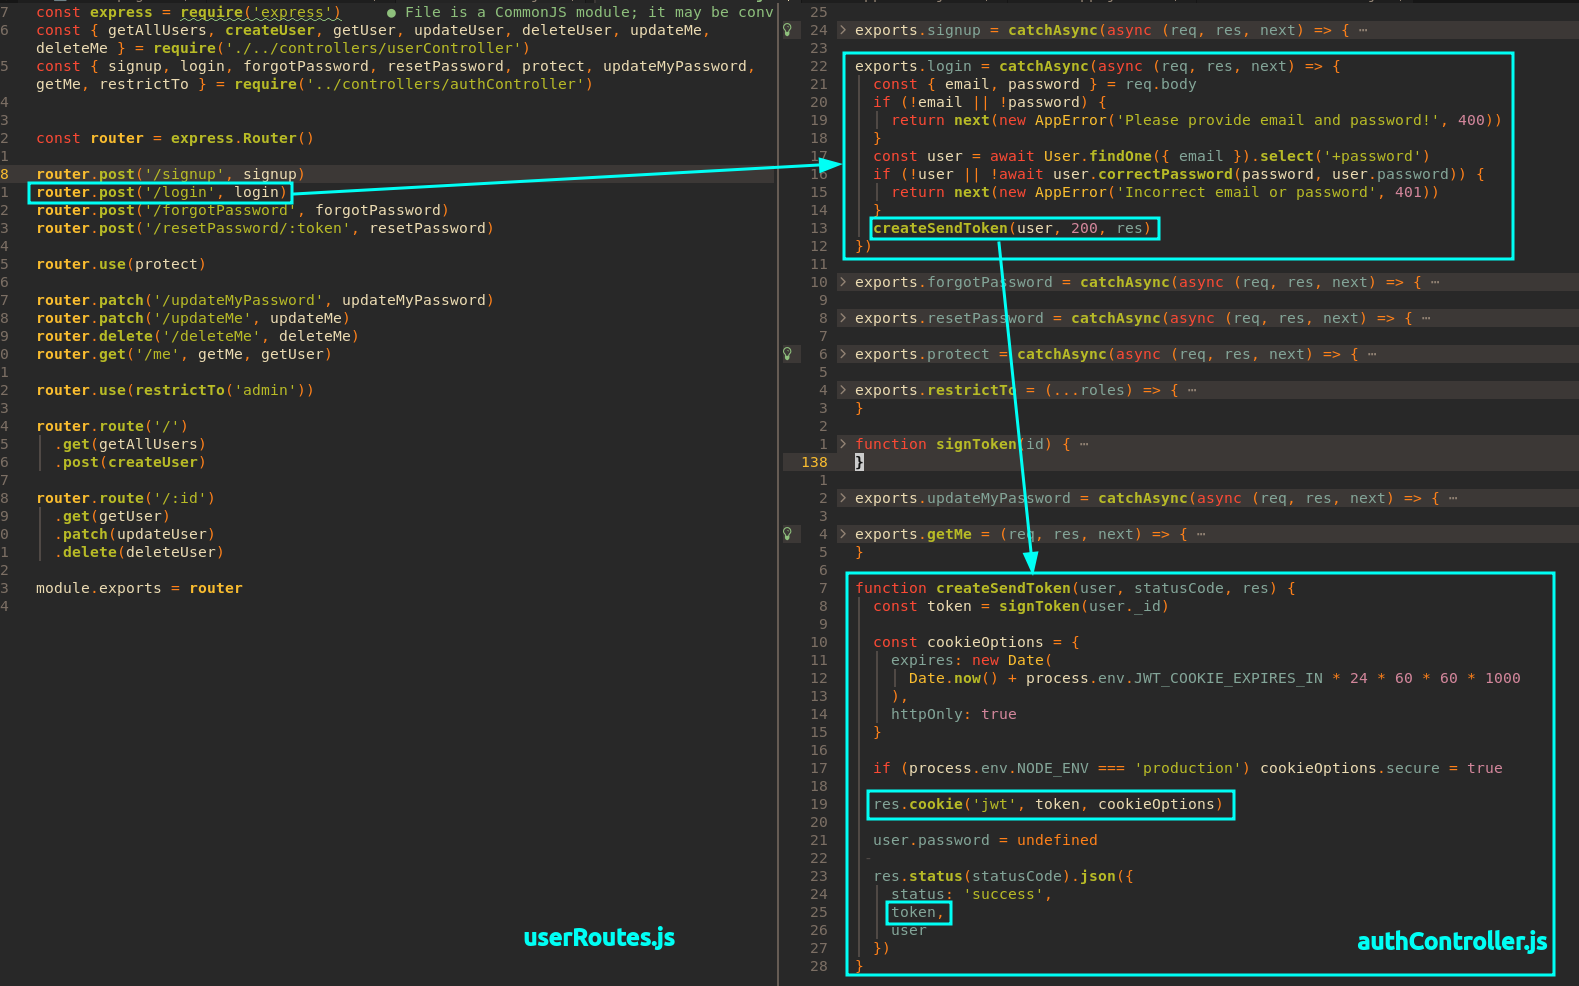 7 const express = require('express')     ● File is a CommonJS module; it may be conv
6 const { getAllUsers, createUser, getUser, updateUser, deleteUser, updateMe,
deleteMe } = require('./../controllers/userController')
5 const { signup, login, forgotPassword, resetPassword, protect, updateMyPassword,
getMe, restrictTo } = require('../controllers/authController')
4
3
2 const router = express.Router()
1
8 router.post('/signup', signup)
1 router.post('/login', login)
2 router.post('/forgotPassword', forgotPassword)
3 router.post('/resetPassword/:token', resetPassword)
4
5 router.use(protect)
6
7 router.patch('/updateMyPassword', updateMyPassword)
8 router.patch('/updateMe', updateMe)
9 router.delete('/deleteMe', deleteMe)
0 router.get('/me', getMe, getUser)
1
2 router.use(restrictTo('admin'))
3
4 router.route('/')
5   .get(getAllUsers)
6   .post(createUser)
7
8 router.route('/:id')
9   .get(getUser)
0   .patch(updateUser)
1   .delete(deleteUser)
2
3 module.exports = router
4
userRoutes.js
25
24 > exports.signup = catchAsync(async (req, res, next) => { ⋯
23
22 exports.login = catchAsync(async (req, res, next) => {
21   const { email, password } = req.body
20   if (!email || !password) {
19     return next(new AppError('Please provide email and password!', 400))
18   }
17   const user = await User.findOne({ email }).select('+password')
16   if (!user || !await user.correctPassword(password, user.password)) {
15     return next(new AppError('Incorrect email or password', 401))
14   }
13   createSendToken(user, 200, res)
12 })
11
10 > exports.forgotPassword = catchAsync(async (req, res, next) => { ⋯
9
8 > exports.resetPassword = catchAsync(async (req, res, next) => { ⋯
7
6 > exports.protect = catchAsync(async (req, res, next) => { ⋯
5
4 > exports.restrictTo = (...roles) => { ⋯
3 }
2
1 > function signToken(id) { ⋯
138 }
1
2 > exports.updateMyPassword = catchAsync(async (req, res, next) => { ⋯
3
4 > exports.getMe = (req, res, next) => { ⋯
5 }
6
7 function createSendToken(user, statusCode, res) {
8   const token = signToken(user._id)
9
10   const cookieOptions = {
11     expires: new Date(
12       Date.now() + process.env.JWT_COOKIE_EXPIRES_IN * 24 * 60 * 60 * 1000
13     ),
14     httpOnly: true
15   }
16
17   if (process.env.NODE_ENV === 'production') cookieOptions.secure = true
18
19   res.cookie('jwt', token, cookieOptions)
20
21   user.password = undefined
22 -
23   res.status(statusCode).json({
24     status: 'success',
25     token,
26     user
27   })
28 }
authController.js